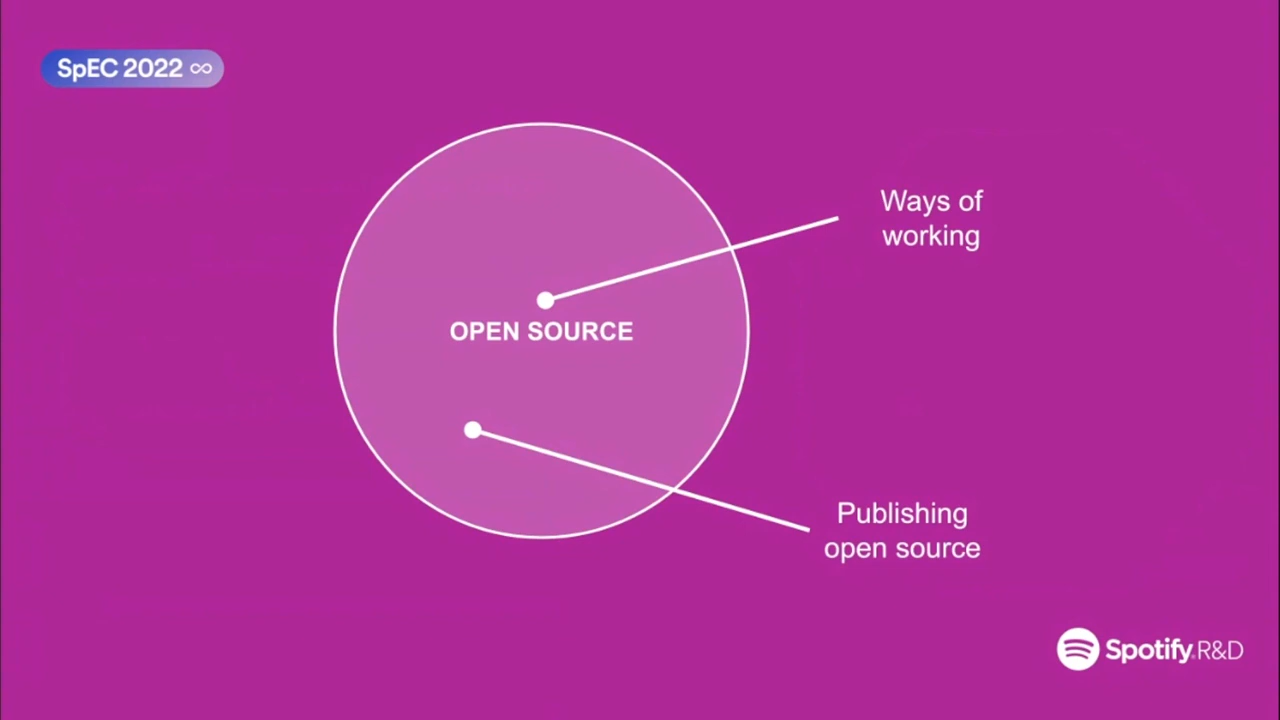 SpEC 2022 ∞
Ways of
working
OPEN SOURCE
Publishing
open source
Spotify R&D